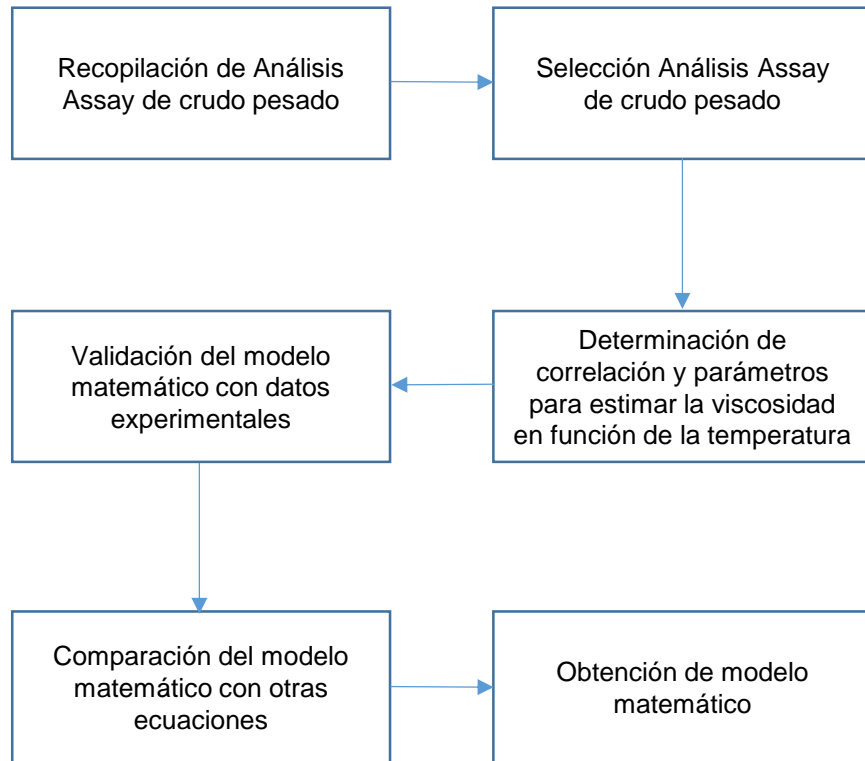 Recopilación de Análisis
Assay de crudo pesado
Selección Análisis Assay
de crudo pesado
Determinación de
correlación y parámetros
para estimar la viscosidad
en función de la temperatura
Validación del modelo
matemático con datos
experimentales
Comparación del modelo
matemático con otras
ecuaciones
Obtención de modelo
matemático